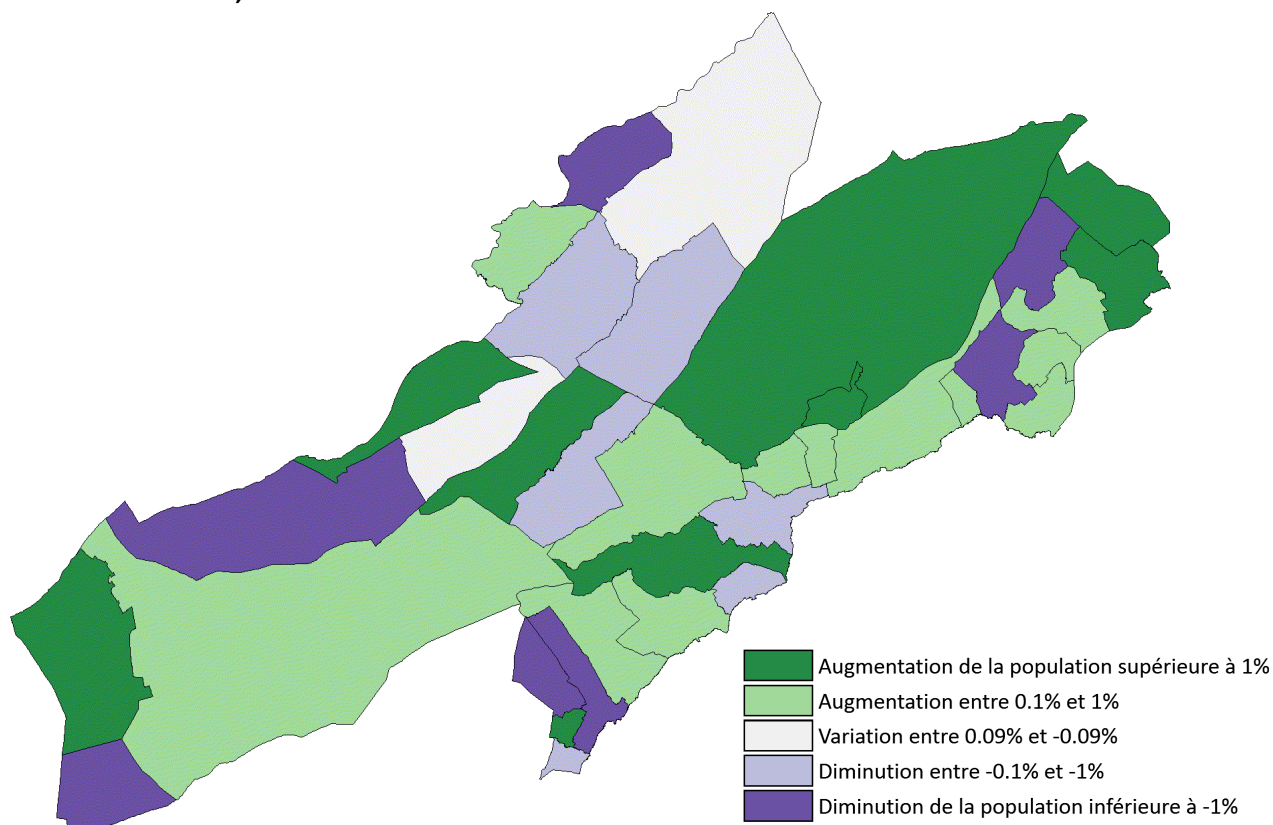 Augmentation de la population supérieure à 1%
Augmentation entre 0.1% et 1%
Variation entre 0.09% et -0.09%
Diminution entre -0.1% et -1%
Diminution de la population inférieure à -1%